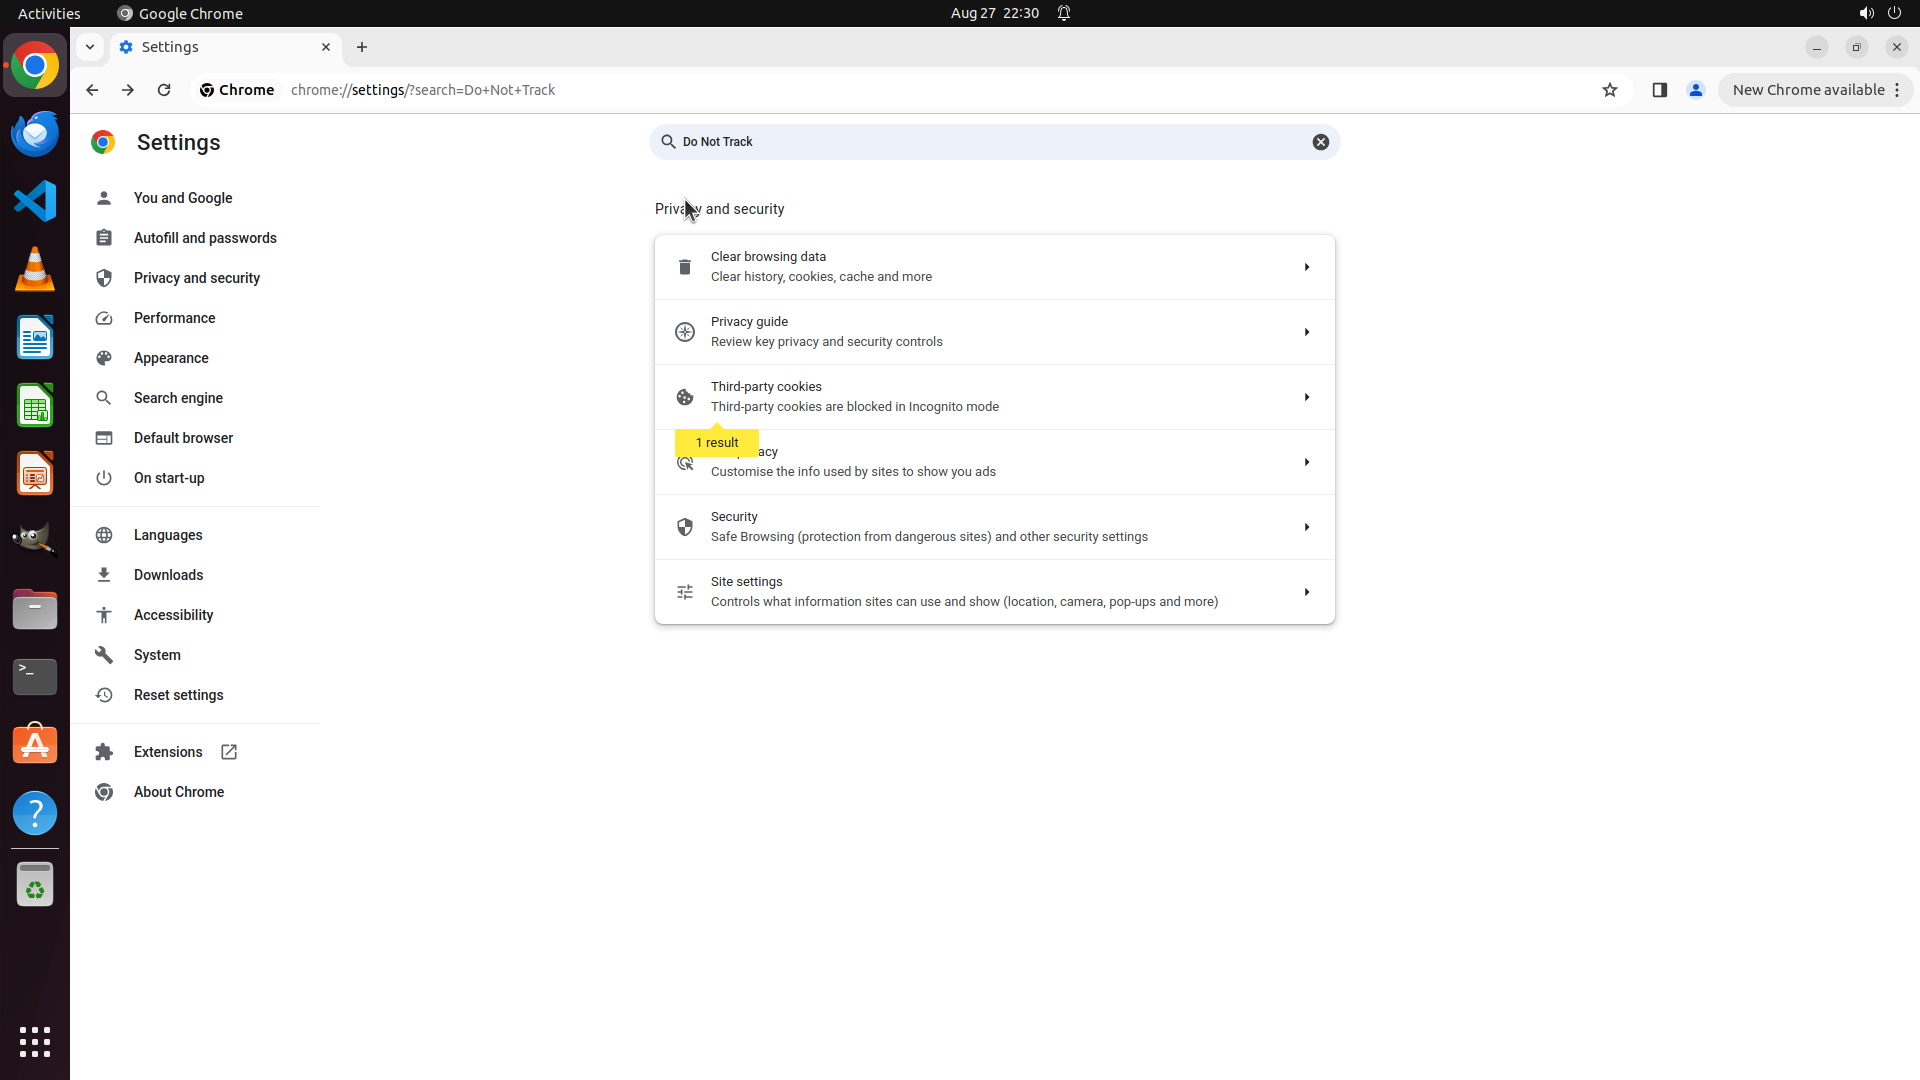 Activities
Google Chrome
Aug 27 22:30
Settings
Chrome
chrome://settings/?search=Do+Not+Track
New Chrome available
Settings
Do Not Track
You and Google
Autofill and passwords
Privacy and security
Performance
Appearance
Search engine
Default browser
On start-up
Languages
Downloads
Accessibility
System
Reset settings
Extensions
About Chrome
Privacy and security
Clear browsing data
Clear history, cookies, cache and more
Privacy guide
Review key privacy and security controls
Third-party cookies
Third-party cookies are blocked in Incognito mode
1 result
Customise the info used by sites to show you ads
Security
Safe Browsing (protection from dangerous sites) and other security settings
Site settings
Controls what information sites can use and show (location, camera, pop-ups and more)